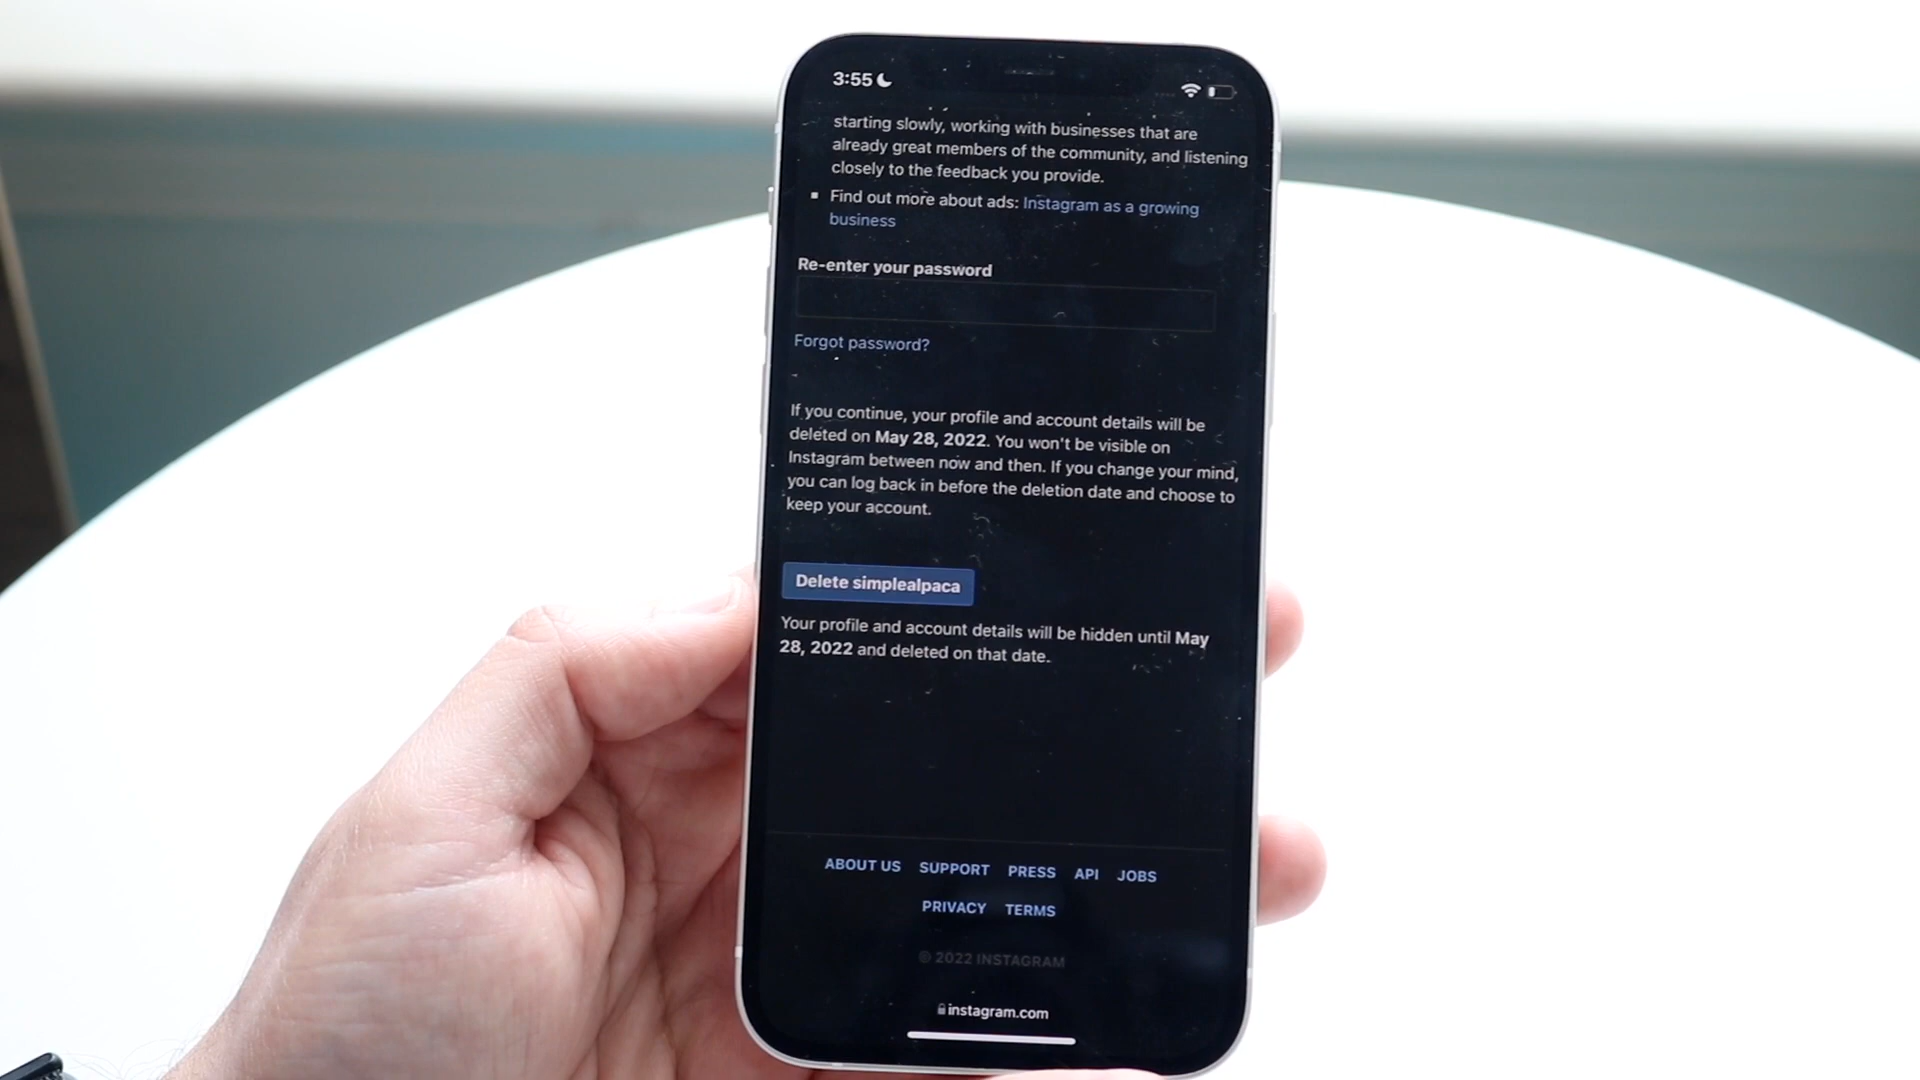 3:55
starting slowly, working with businesses that are
already great members of the community, and listening
closely to the feedback you provide.
Find out more about ads: Instagram as a growing
business
Re-enter your password
Forgot password?
If you continue, your profile and account details will be
deleted on May 28, 2022. You won't be visible on
Instagram between now and then. If you change your mind,
you can log back in before the deletion date and choose to
keep your account.
Delete simplealpaca
Your profile and account details will be hidden until May
28, 2022 and deleted on that date.
ABOUT US SUPPORT PRESS API JOBS
PRIVACY TERMS
© 2022 INSTAGRAM
instagram.com